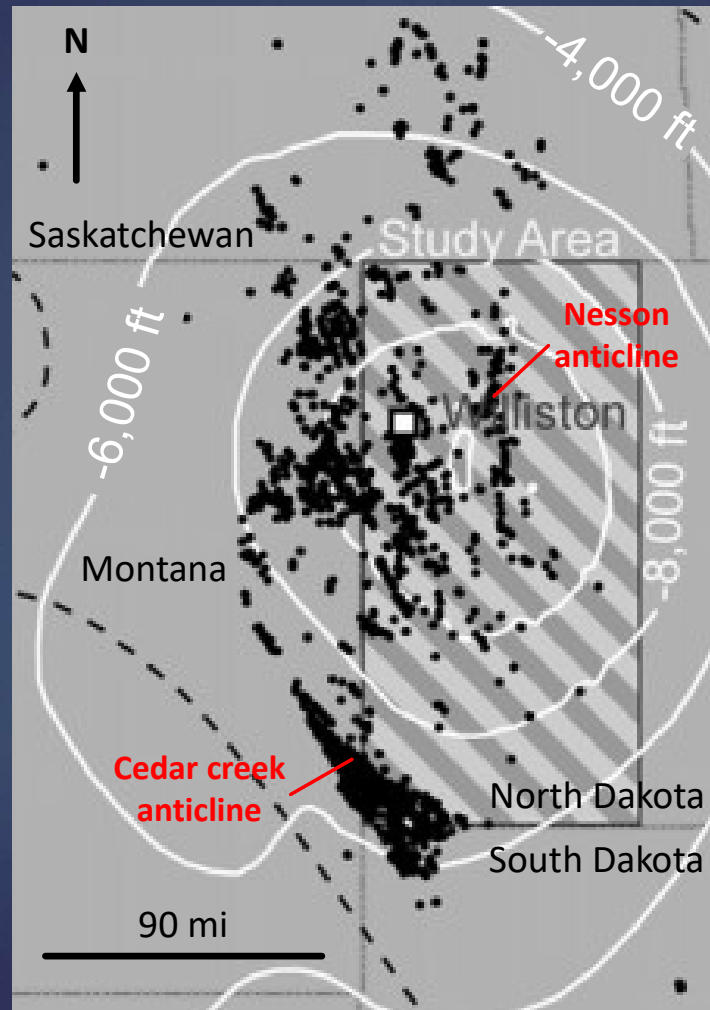 N
-4,000 ft
Saskatchewan
Study Area
Nesson
anticline
Williston
-6,000 ft
-8,000 ft
Montana
Cedar creek
anticline
North Dakota
South Dakota
90 mi